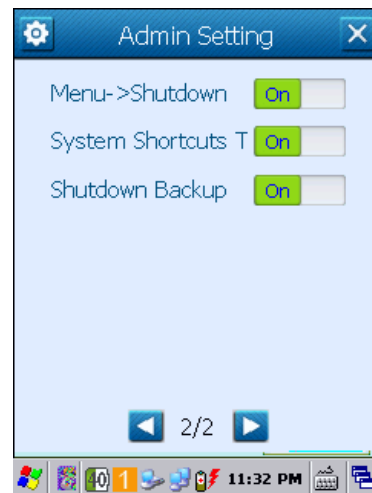 Admin Setting
Menu->Shutdown On
System Shortcuts T On
Shutdown Backup On
2/2
40 1 11:32 PM